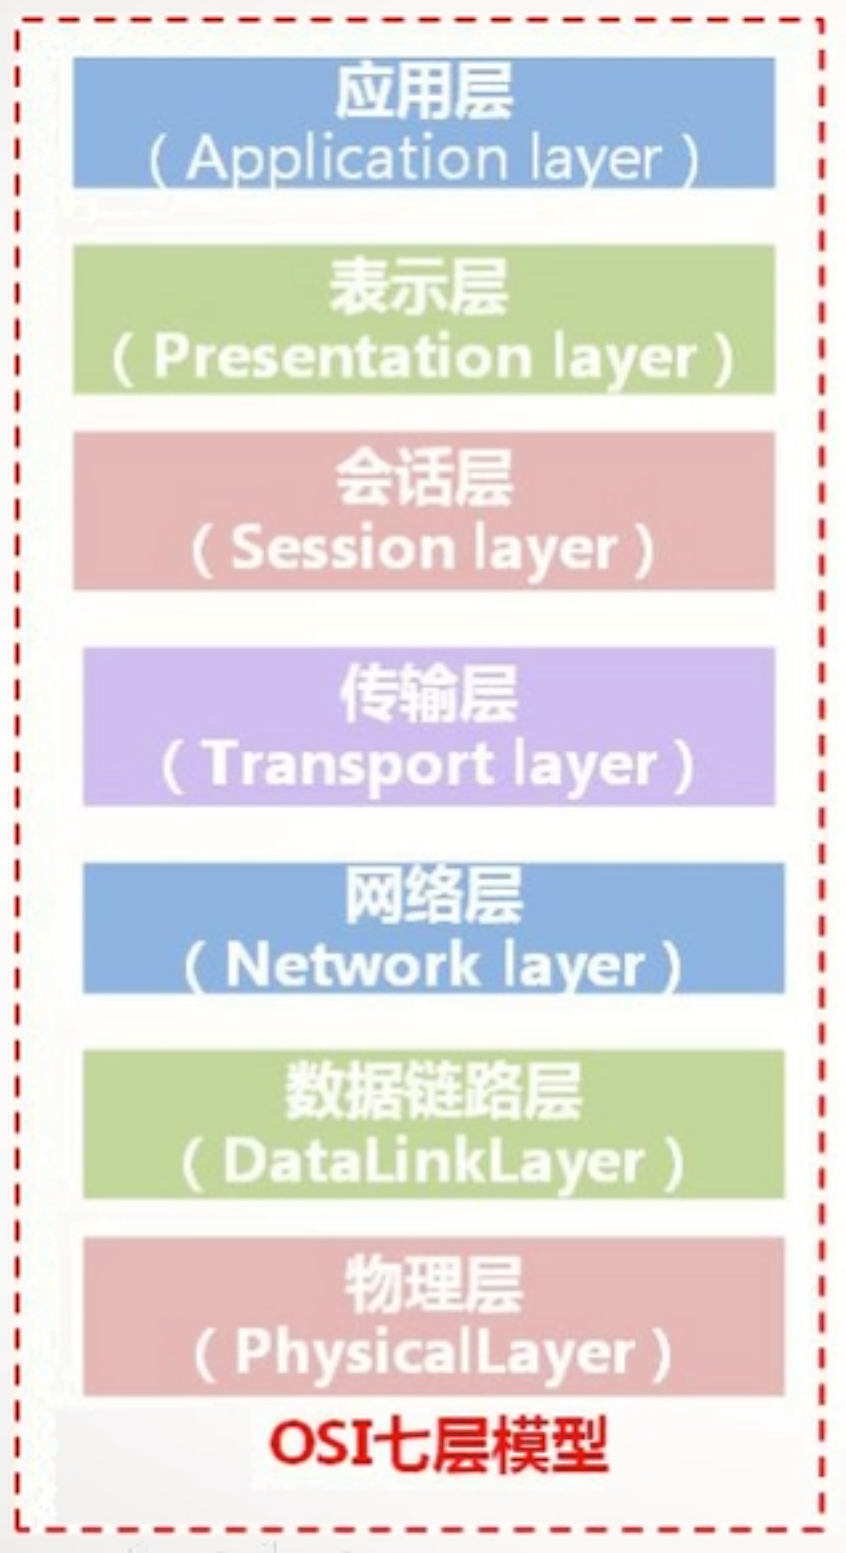 应用层
（Application layer）
表示层
（Presentation layer）
会话层
（Session layer）
传输层
（Transport layer）
网络层
（Network layer）
数据链路层
（DataLinkLayer）
物理层
（PhysicalLayer）
OSI七层模型